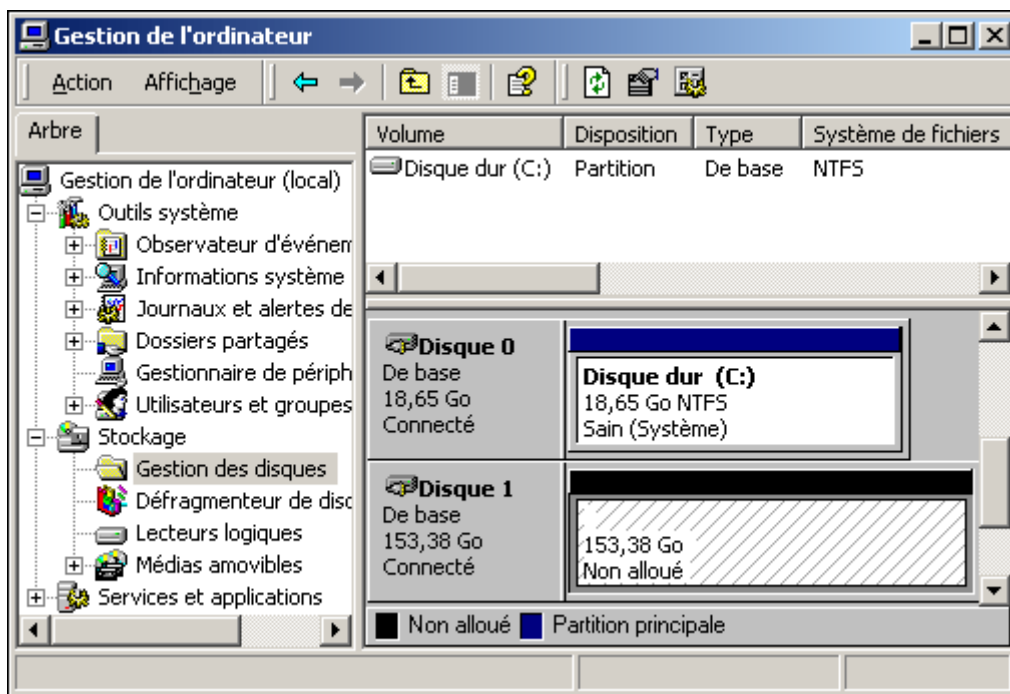 Gestion de l'ordinateur
Action Affichage
Arbre
Gestion de l'ordinateur (local)
Outils système
Observateur d'événem
Informations système
Journaux et alertes de
Dossiers partagés
Gestionnaire de périph
Utilisateurs et groupes
Stockage
Gestion des disques
Défragmenteur de disq
Lecteurs logiques
Médias amovibles
Services et applications
Volume Disposition Type Système de fichiers
Disque dur (C:) Partition De base NTFS
Disque 0
De base
18,65 Go
Connecté
Disque dur (C:)
18,65 Go NTFS
Sain (Système)
Disque 1
De base
153,38 Go
Connecté
153,38 Go
Non alloué
Non alloué Partition principale